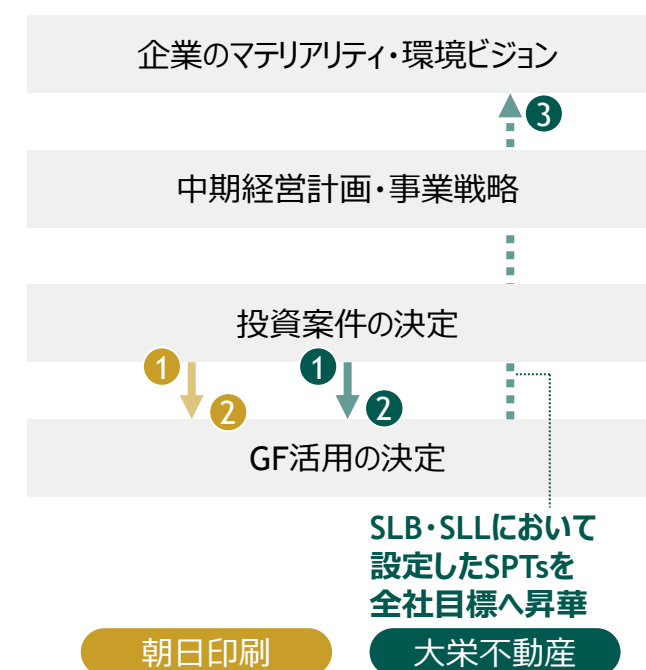 企業のマテリアリティ・環境ビジョン
3
中期経営計画・事業戦略
投資案件の決定
1
1
2
2
GF活用の決定
SLB・SLLにおいて
設定したSPTsを
全社目標へ昇華
朝日印刷
大栄不動産